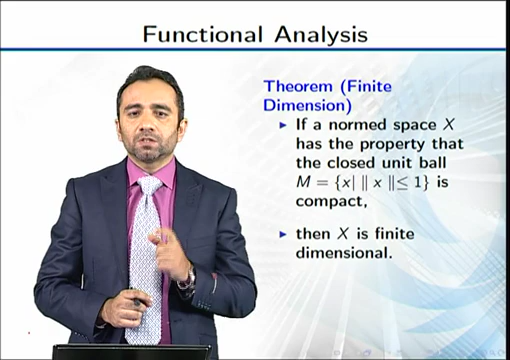 Functional Analysis
Theorem (Finite
Dimension)
▶ If a normed space X
has the property that
the closed unit ball
M = {x| ‖ x ‖≤ 1} is
compact,
▶ then X is finite
dimensional.